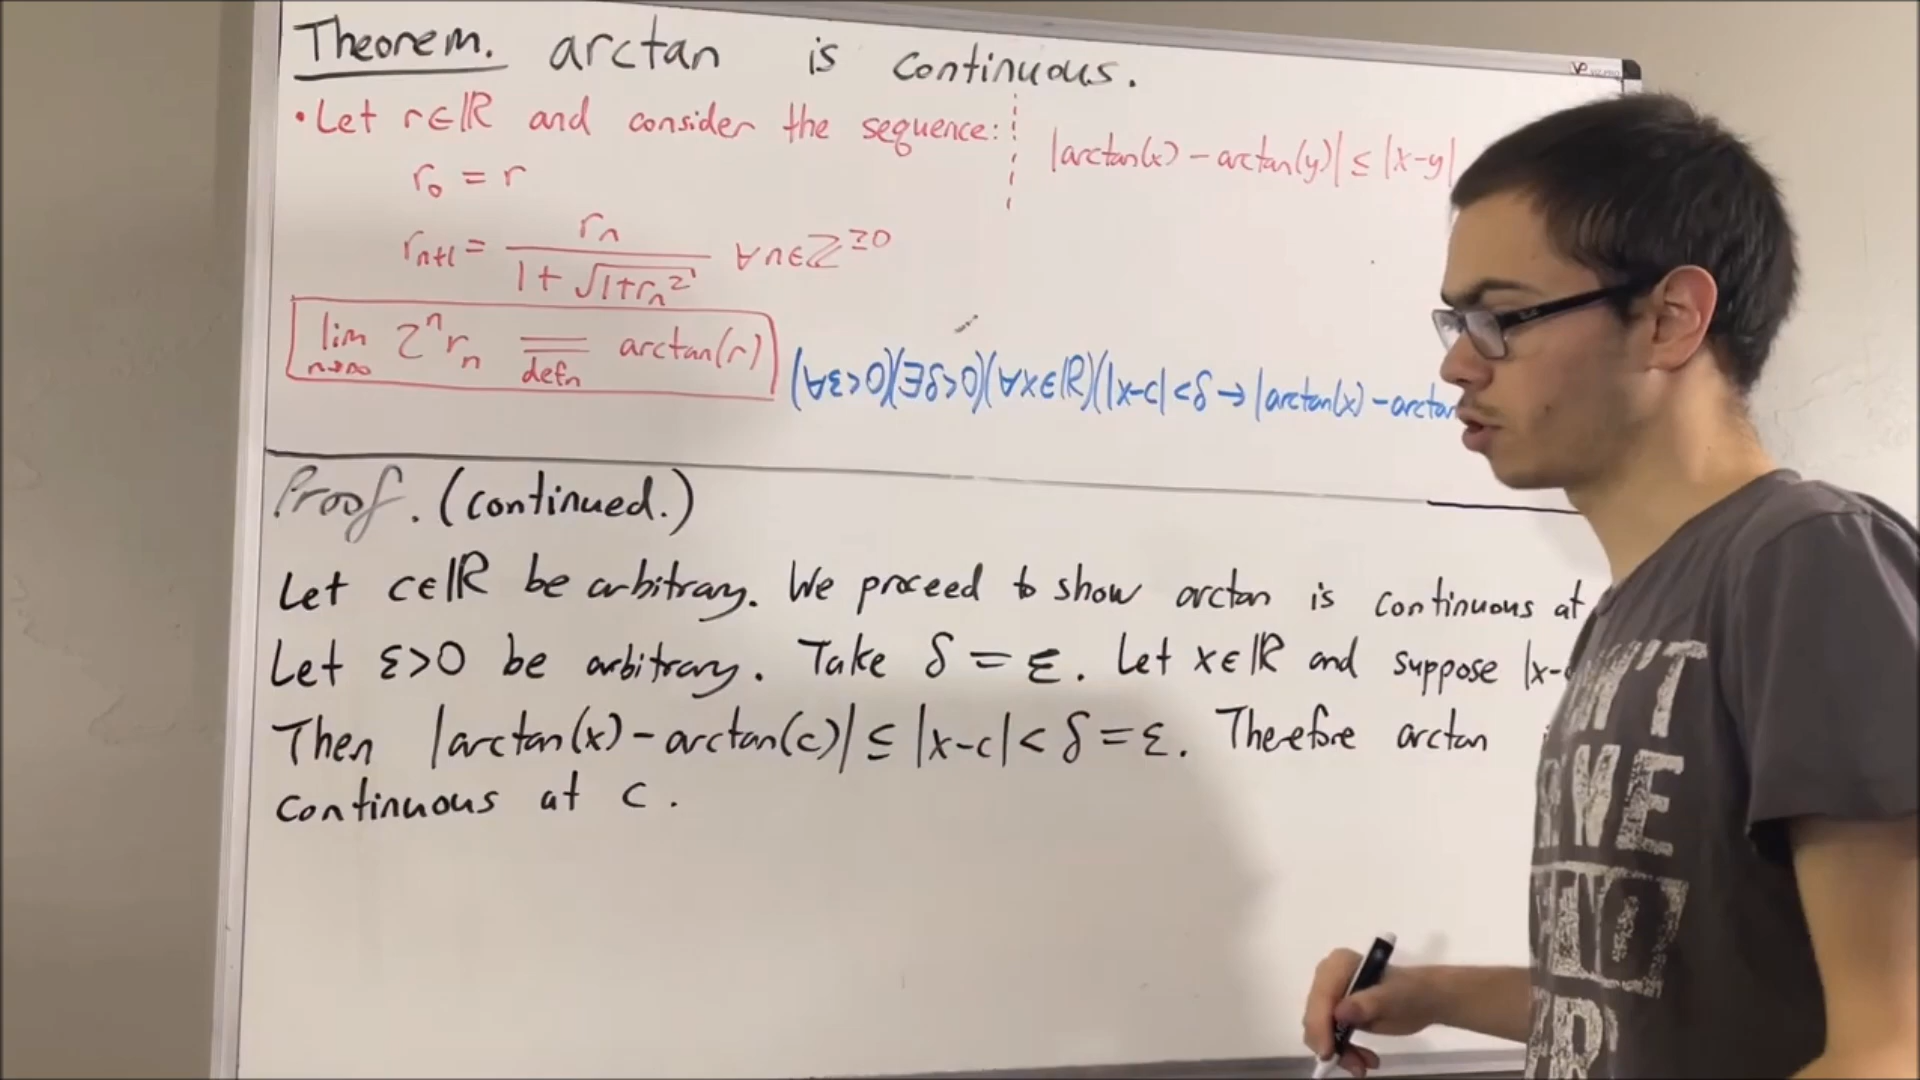 Theorem. arctan is continuous.
• Let r∈ℝ and consider the sequence:
|arctan(x) - arctan(y)| ≤ |x-y|
r₀ = r
rₙ₊₁ = rₙ / (1 + √(1+rₙ²)) ∀n∈ℤ^≥0
lim n→∞ 2ⁿrₙ = defn arctan(r)
(∀ε>0)(∃δ>0)(∀x∈ℝ)(|x-c|<δ → |arctan(x) - arctan
Proof. (continued.)
Let c∈ℝ be arbitrary. We proceed to show arctan is continuous at
Let ε>0 be arbitrary. Take δ = ε. Let x∈ℝ and suppose |x-
Then |arctan(x) - arctan(c)| ≤ |x-c| < δ = ε. Therefore arctan
continuous at c.